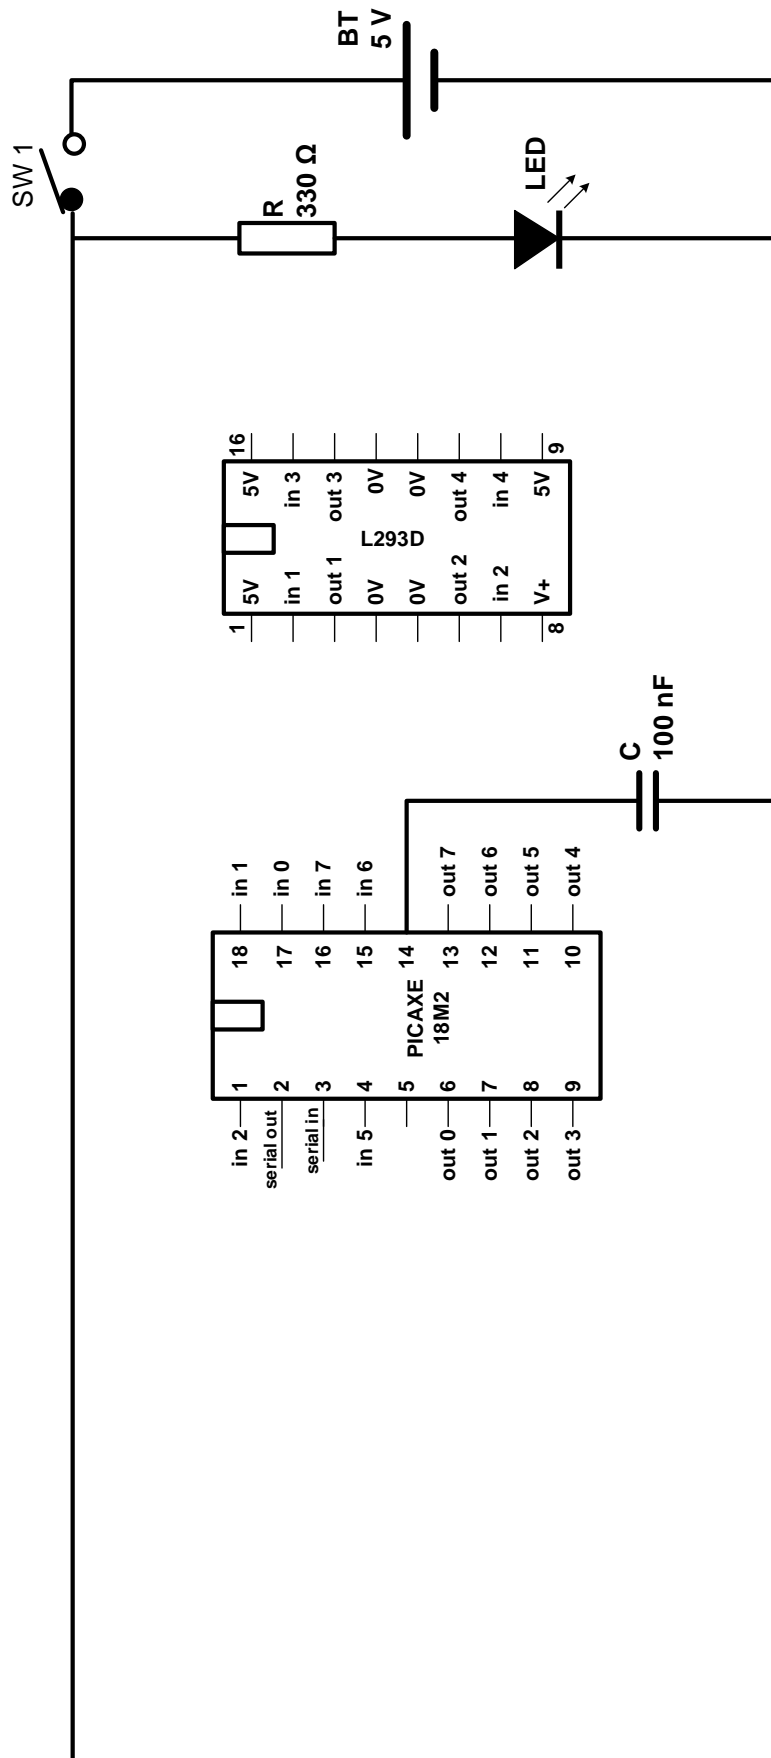 BT
5 V
SW 1
R
330 Ω
LED
16
9
5V
in 3
out 3
0V
0V
out 4
in 4
5V
L293D
5V
in 1
out 1
0V
0V
out 2
in 2
V+
1
8
C
100 nF
in 1
in 0
in 7
in 6
out 7
out 6
out 5
out 4
18
17
16
15
14
13
12
11
10
PICAXE
18M2
1
2
3
4
5
6
7
8
9
in 2
serial out
serial in
in 5
out 0
out 1
out 2
out 3